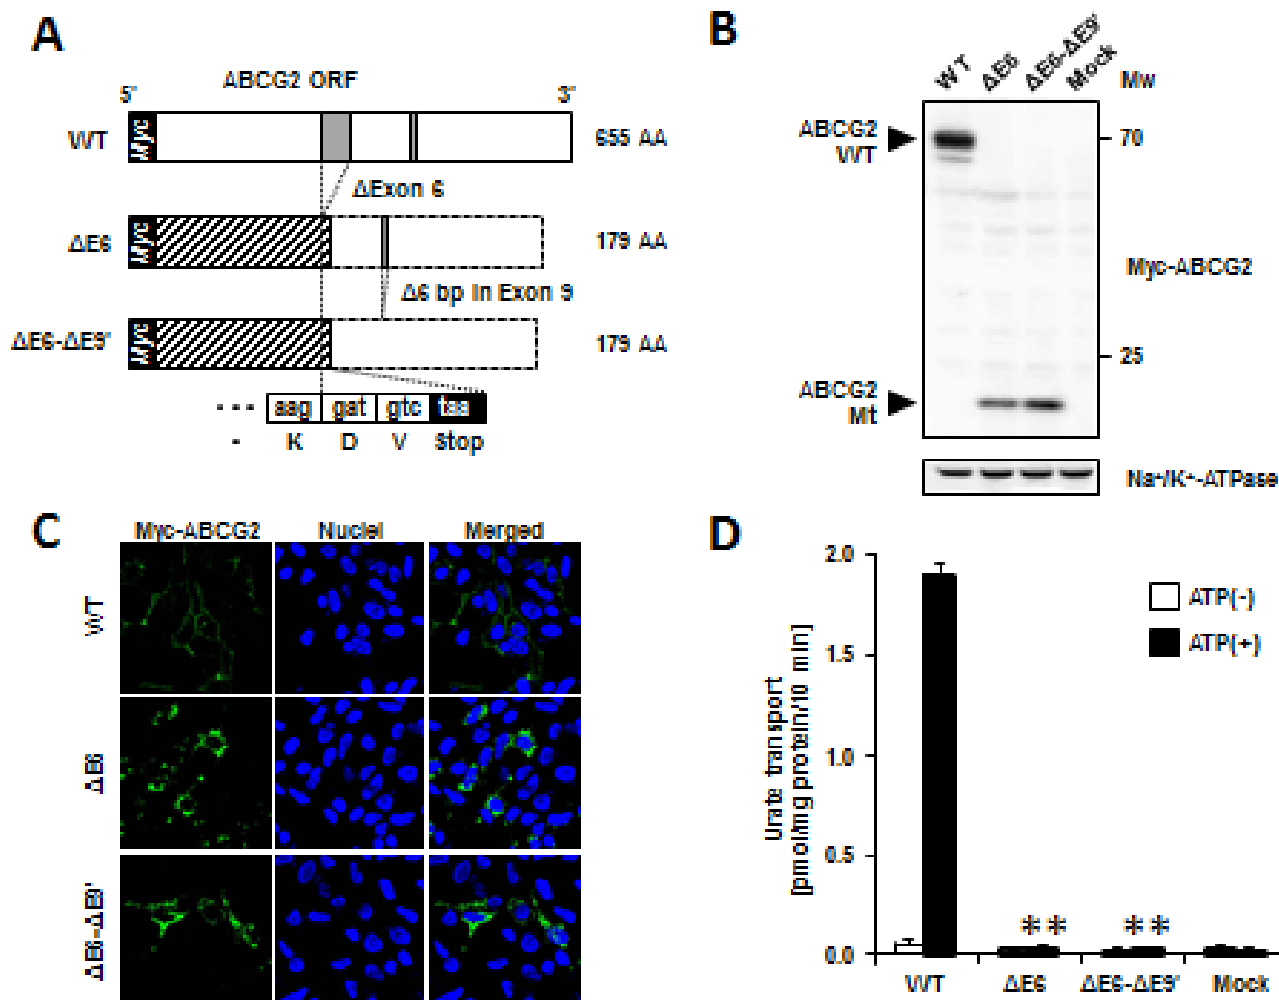 A
ABCG2 ORF
5' 3'
WT Myc 655 AA
ΔExon 6
ΔE6 Myc 179 AA
Δ6 bp in Exon 9
ΔE6-ΔE9' Myc 179 AA
aag gat gtc taa
- K D V Stop
B
WT ΔE6 ΔE6-ΔE9' Mock Mw
ABCG2
WT
70
Myc-ABCG2
25
ABCG2
Mt
Na+/K+-ATPase
C
Myc-ABCG2 Nuclei Merged
WT
ΔE6
ΔE6-ΔE9'
D
Urate transport
[pmol/mg protein/10 min]
2.0
1.5
1.0
0.5
0.0
ATP(-)
ATP(+)
** **
WT ΔE6 ΔE6-ΔE9' Mock